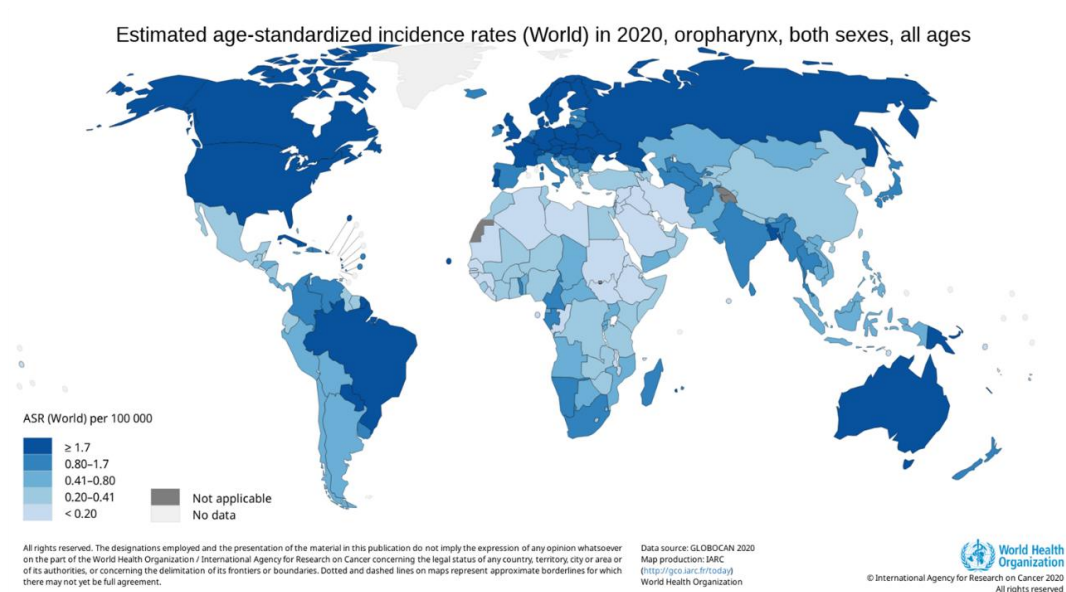 Estimated age-standardized incidence rates (World) in 2020, oropharynx, both sexes, all ages
ASR (World) per 100 000
≥ 1.7
0.80–1.7
0.41–0.80
0.20–0.41
< 0.20
Not applicable
No data
All rights reserved. The designations employed and the presentation of the material in this publication do not imply the expression of any opinion whatsoever
on the part of the World Health Organization / International Agency for Research on Cancer concerning the legal status of any country, territory, city or area or
of its authorities, or concerning the delimitation of its frontiers or boundaries. Dotted and dashed lines on maps represent approximate borderlines for which
there may not yet be full agreement.
Data source: GLOBOCAN 2020
Map production: IARC
(http://gco.iarc.fr/today)
World Health Organization
World Health
Organization
© International Agency for Research on Cancer 2020
All rights reserved